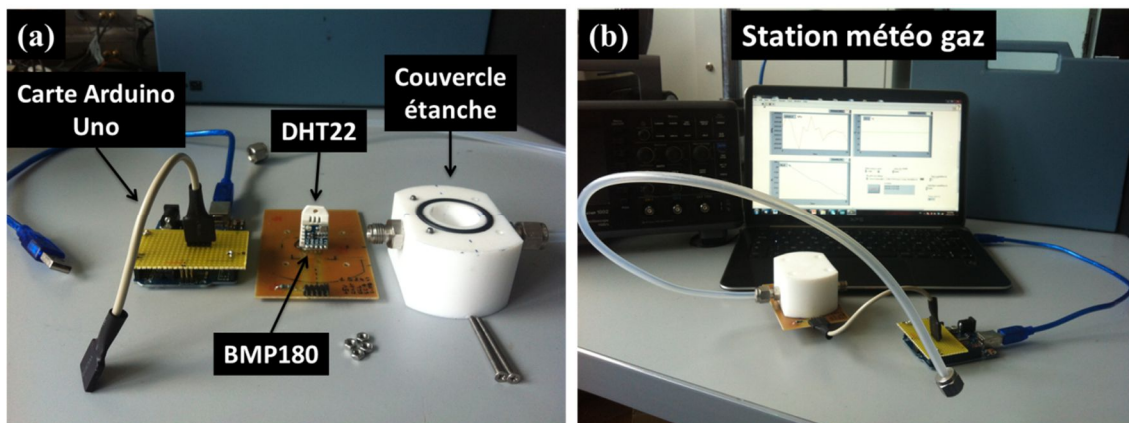 (a)
Carte Arduino
Uno
DHT22
Couvercle
étanche
BMP180
(b)
Station météo gaz